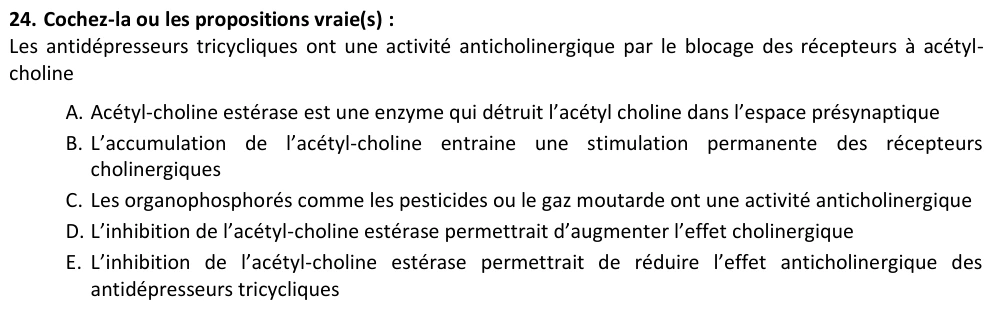 24. Cochez-la ou les propositions vraie(s) :
Les antidépresseurs tricycliques ont une activité anticholinergique par le blocage des récepteurs à acétyl-
choline
A. Acétyl-choline estérase est une enzyme qui détruit l'acétyl choline dans l'espace présynaptique
B. L'accumulation de l'acétyl-choline entraine une stimulation permanente des récepteurs
cholinergiques
C. Les organophosphorés comme les pesticides ou le gaz moutarde ont une activité anticholinergique
D. L'inhibition de l'acétyl-choline estérase permettrait d'augmenter l'effet cholinergique
E. L'inhibition de l'acétyl-choline estérase permettrait de réduire l'effet anticholinergique des
antidépresseurs tricycliques